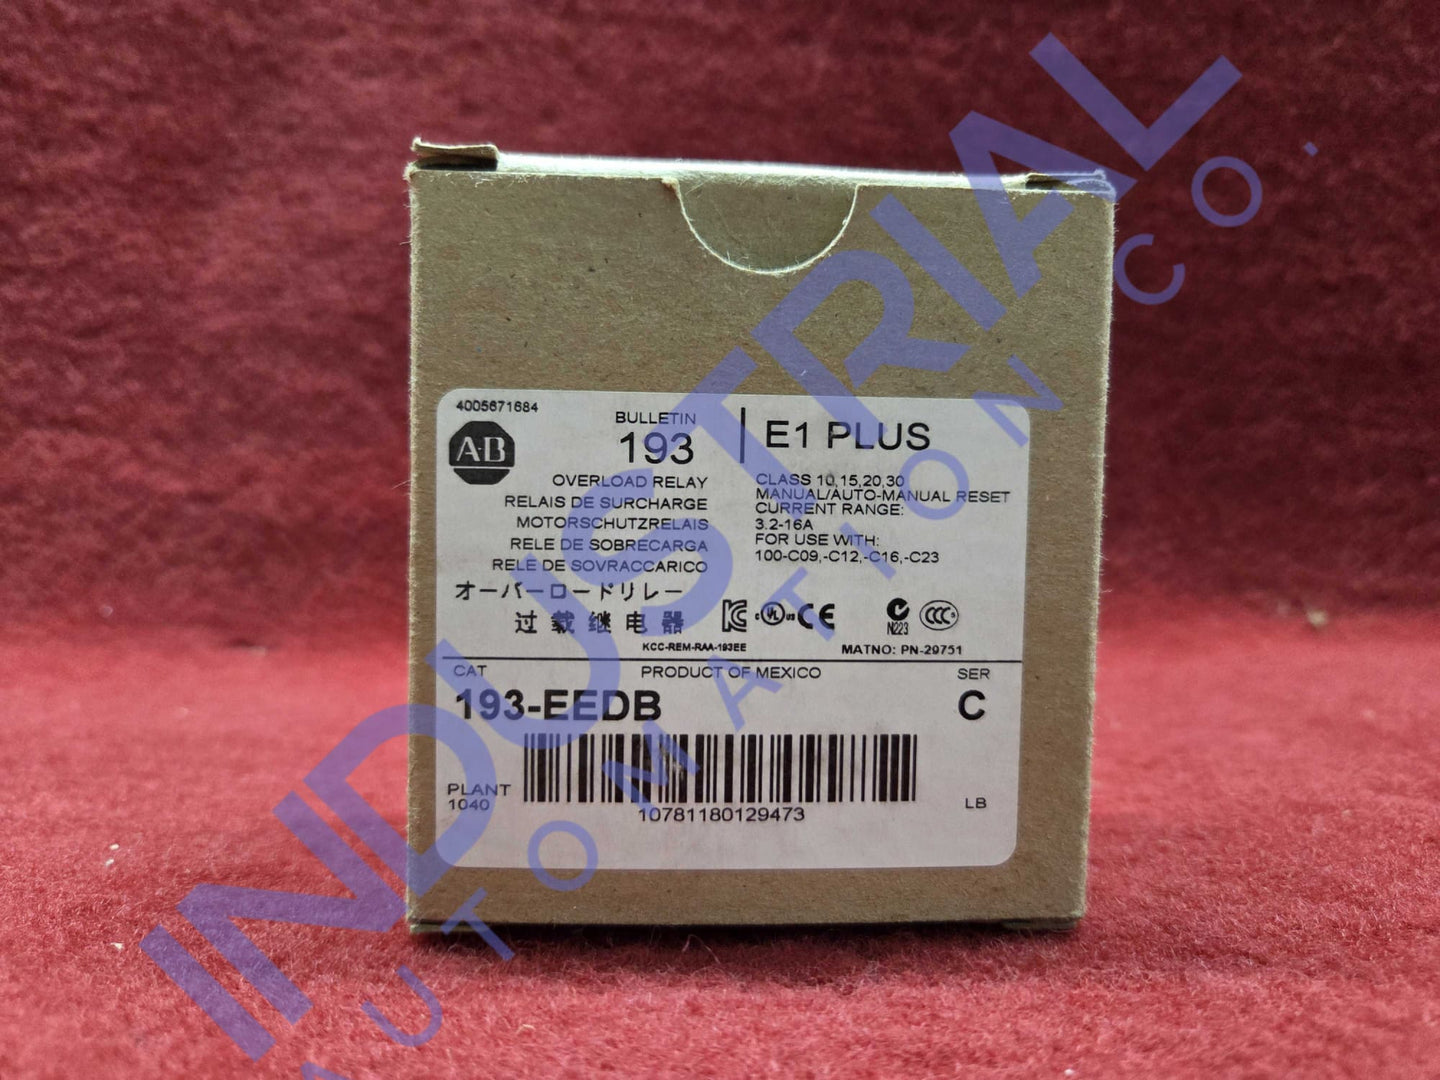 4005671684
A-B
BULLETIN
193
E1 PLUS
OVERLOAD RELAY
RELAIS DE SURCHARGE
MOTORSCHUTZRELAIS
RELE DE SOBRECARGA
RELE DE SOVRACCARICO
オーバーロードリレー
过载继电器
CLASS 10,15,20,30
MANUAL/AUTO-MANUAL RESET
CURRENT RANGE:
3.2-16A
FOR USE WITH:
100-C09,-C12,-C16,-C23
c UL us CE
N223
CCC S
KCC-REM-RAA-193EE
MATNO: PN-29751
CAT
PRODUCT OF MEXICO
SER
193-EEDB
C
PLANT
1040
10781180129473
LB
INDUSTRIAL
AUTOMATION CO.